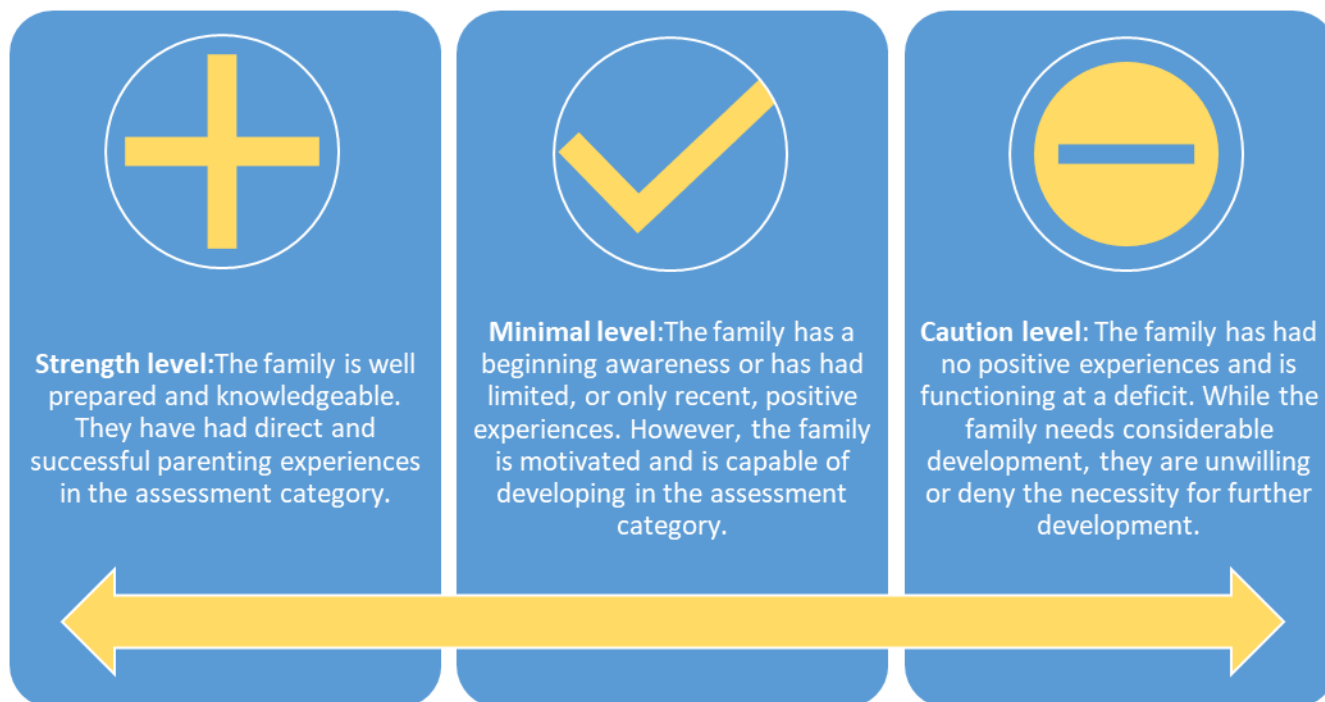 Strength level:The family is well
prepared and knowledgeable.
They have had direct and
successful parenting experiences
in the assessment category.
Minimal level:The family has a
beginning awareness or has had
limited, or only recent, positive
experiences. However, the family
is motivated and is capable of
developing in the assessment
category.
Caution level: The family has had
no positive experiences and is
functioning at a deficit. While the
family needs considerable
development, they are unwilling
or deny the necessity for further
development.